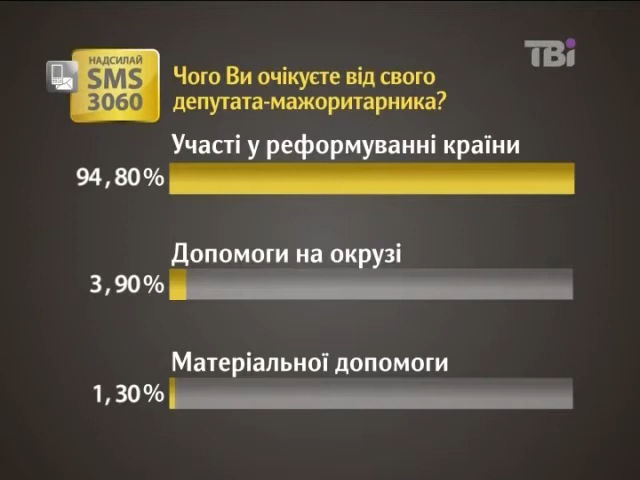 НАДСИЛАЙ
SMS
3060
Чого Ви очікуєте від свого
депутата-мажоритарника?
ТВі
Участі у реформуванні країни
94,80%
Допомоги на окрузі
3,90%
Матеріальної допомоги
1,30%